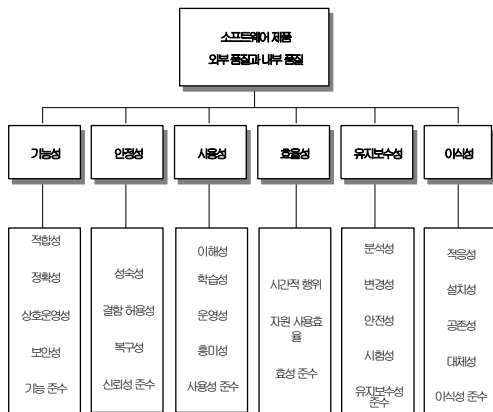 소프트웨어 제품
외부 품질과 내부 품질
기능성
안정성
사용성
효율성
유지보수성
이식성
적합성
정확성
상호운영성
보안성
기능 준수
성숙성
결함 허용성
복구성
신뢰성 준수
이해성
학습성
운영성
흥미성
사용성 준수
시간적 행위
자원 사용효
율
효성 준수
분석성
변경성
안전성
시험성
유지보수성
준수
적응성
설치성
공존성
대체성
이식성 준수